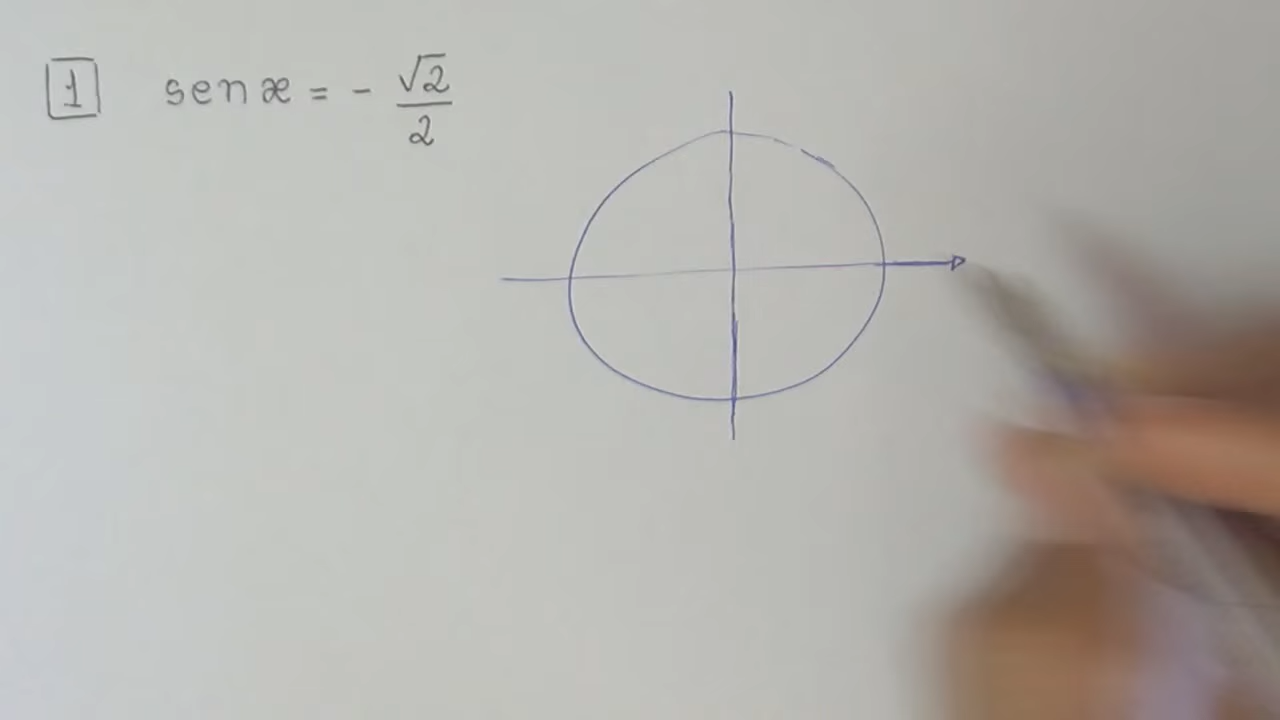 1 sen x = - √2/2